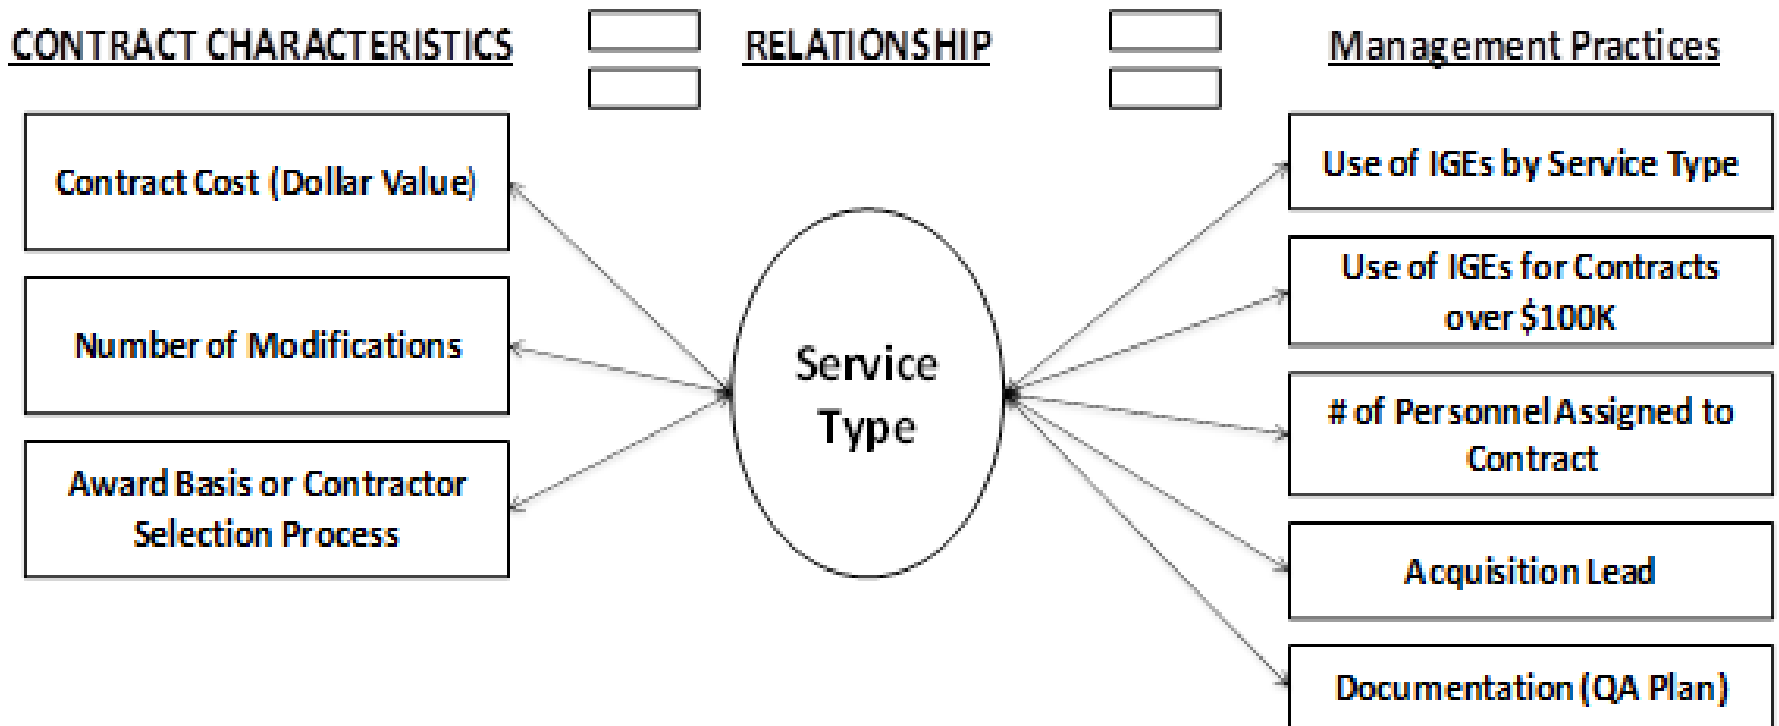 CONTRACT CHARACTERISTICS
RELATIONSHIP
Management Practices
Contract Cost (Dollar Value)
Number of Modifications
Award Basis or Contractor
Selection Process
Service
Type
Use of IGEs by Service Type
Use of IGEs for Contracts
over $100K
# of Personnel Assigned to
Contract
Acquisition Lead
Documentation (QA Plan)